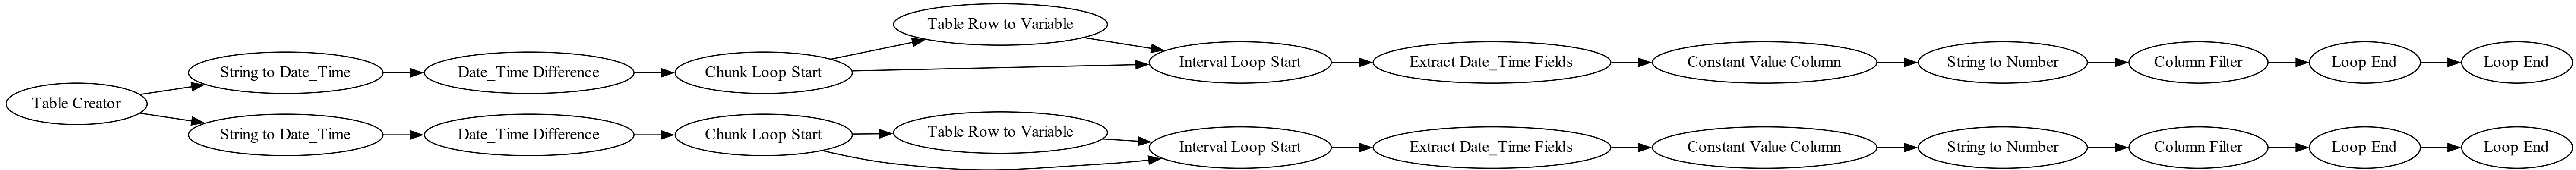 Table Creator
String to Date_Time
Date_Time Difference
Chunk Loop Start
Table Row to Variable
Interval Loop Start
Extract Date_Time Fields
Constant Value Column
String to Number
Column Filter
Loop End
Loop End
String to Date_Time
Date_Time Difference
Chunk Loop Start
Table Row to Variable
Interval Loop Start
Extract Date_Time Fields
Constant Value Column
String to Number
Column Filter
Loop End
Loop End